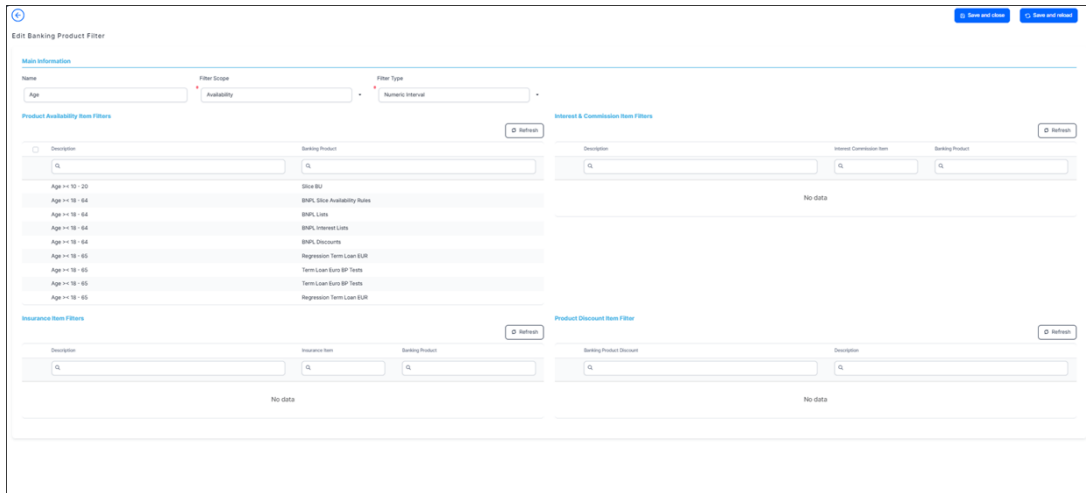 Save and close Save and reload
Edit Banking Product Filter
Main Information
Name Filter Scope Filter Type
Age * Availability * Numeric Interval
Product Availability Item Filters
Refresh
Description Banking Product
Age >= 10 - 20 Slice BU
Age >= 18 - 64 BNPL Slice Availability Rules
Age >= 18 - 64 BNPL Lists
Age >= 18 - 64 BNPL Interest Lists
Age >= 18 - 64 BNPL Discounts
Age >= 18 - 65 Regression Term Loan EUR
Age >= 18 - 65 Term Loan Euro BP Tests
Age >= 18 - 65 Term Loan Euro BP Tests
Age >= 18 - 65 Regression Term Loan EUR
Interest & Commission Item Filters
Refresh
Description Interest Commission Item Banking Product
No data
Insurance Item Filters
Refresh
Description Insurance Item Banking Product
No data
Product Discount Item Filter
Refresh
Banking Product Discount Description
No data